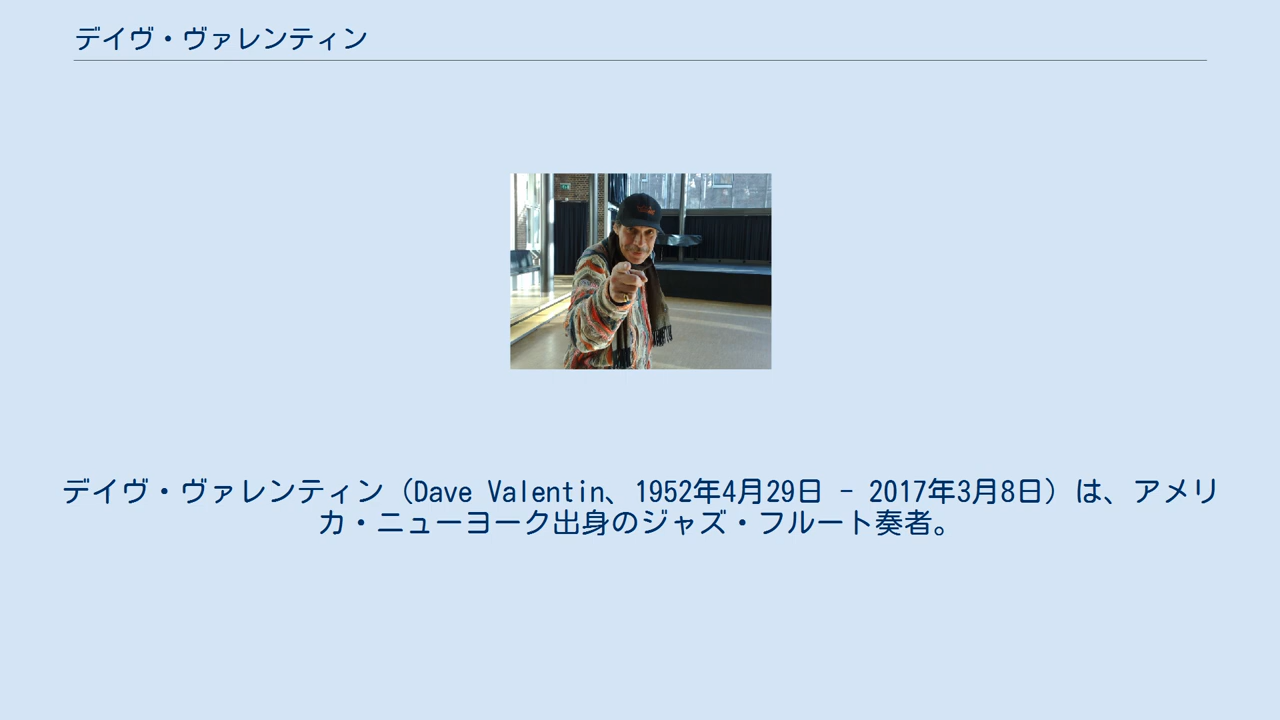 デイヴ・ヴァレンティン
デイヴ・ヴァレンティン（Dave Valentin、1952年4月29日 - 2017年3月8日）は、アメリ
カ・ニューヨーク出身のジャズ・フルート奏者。